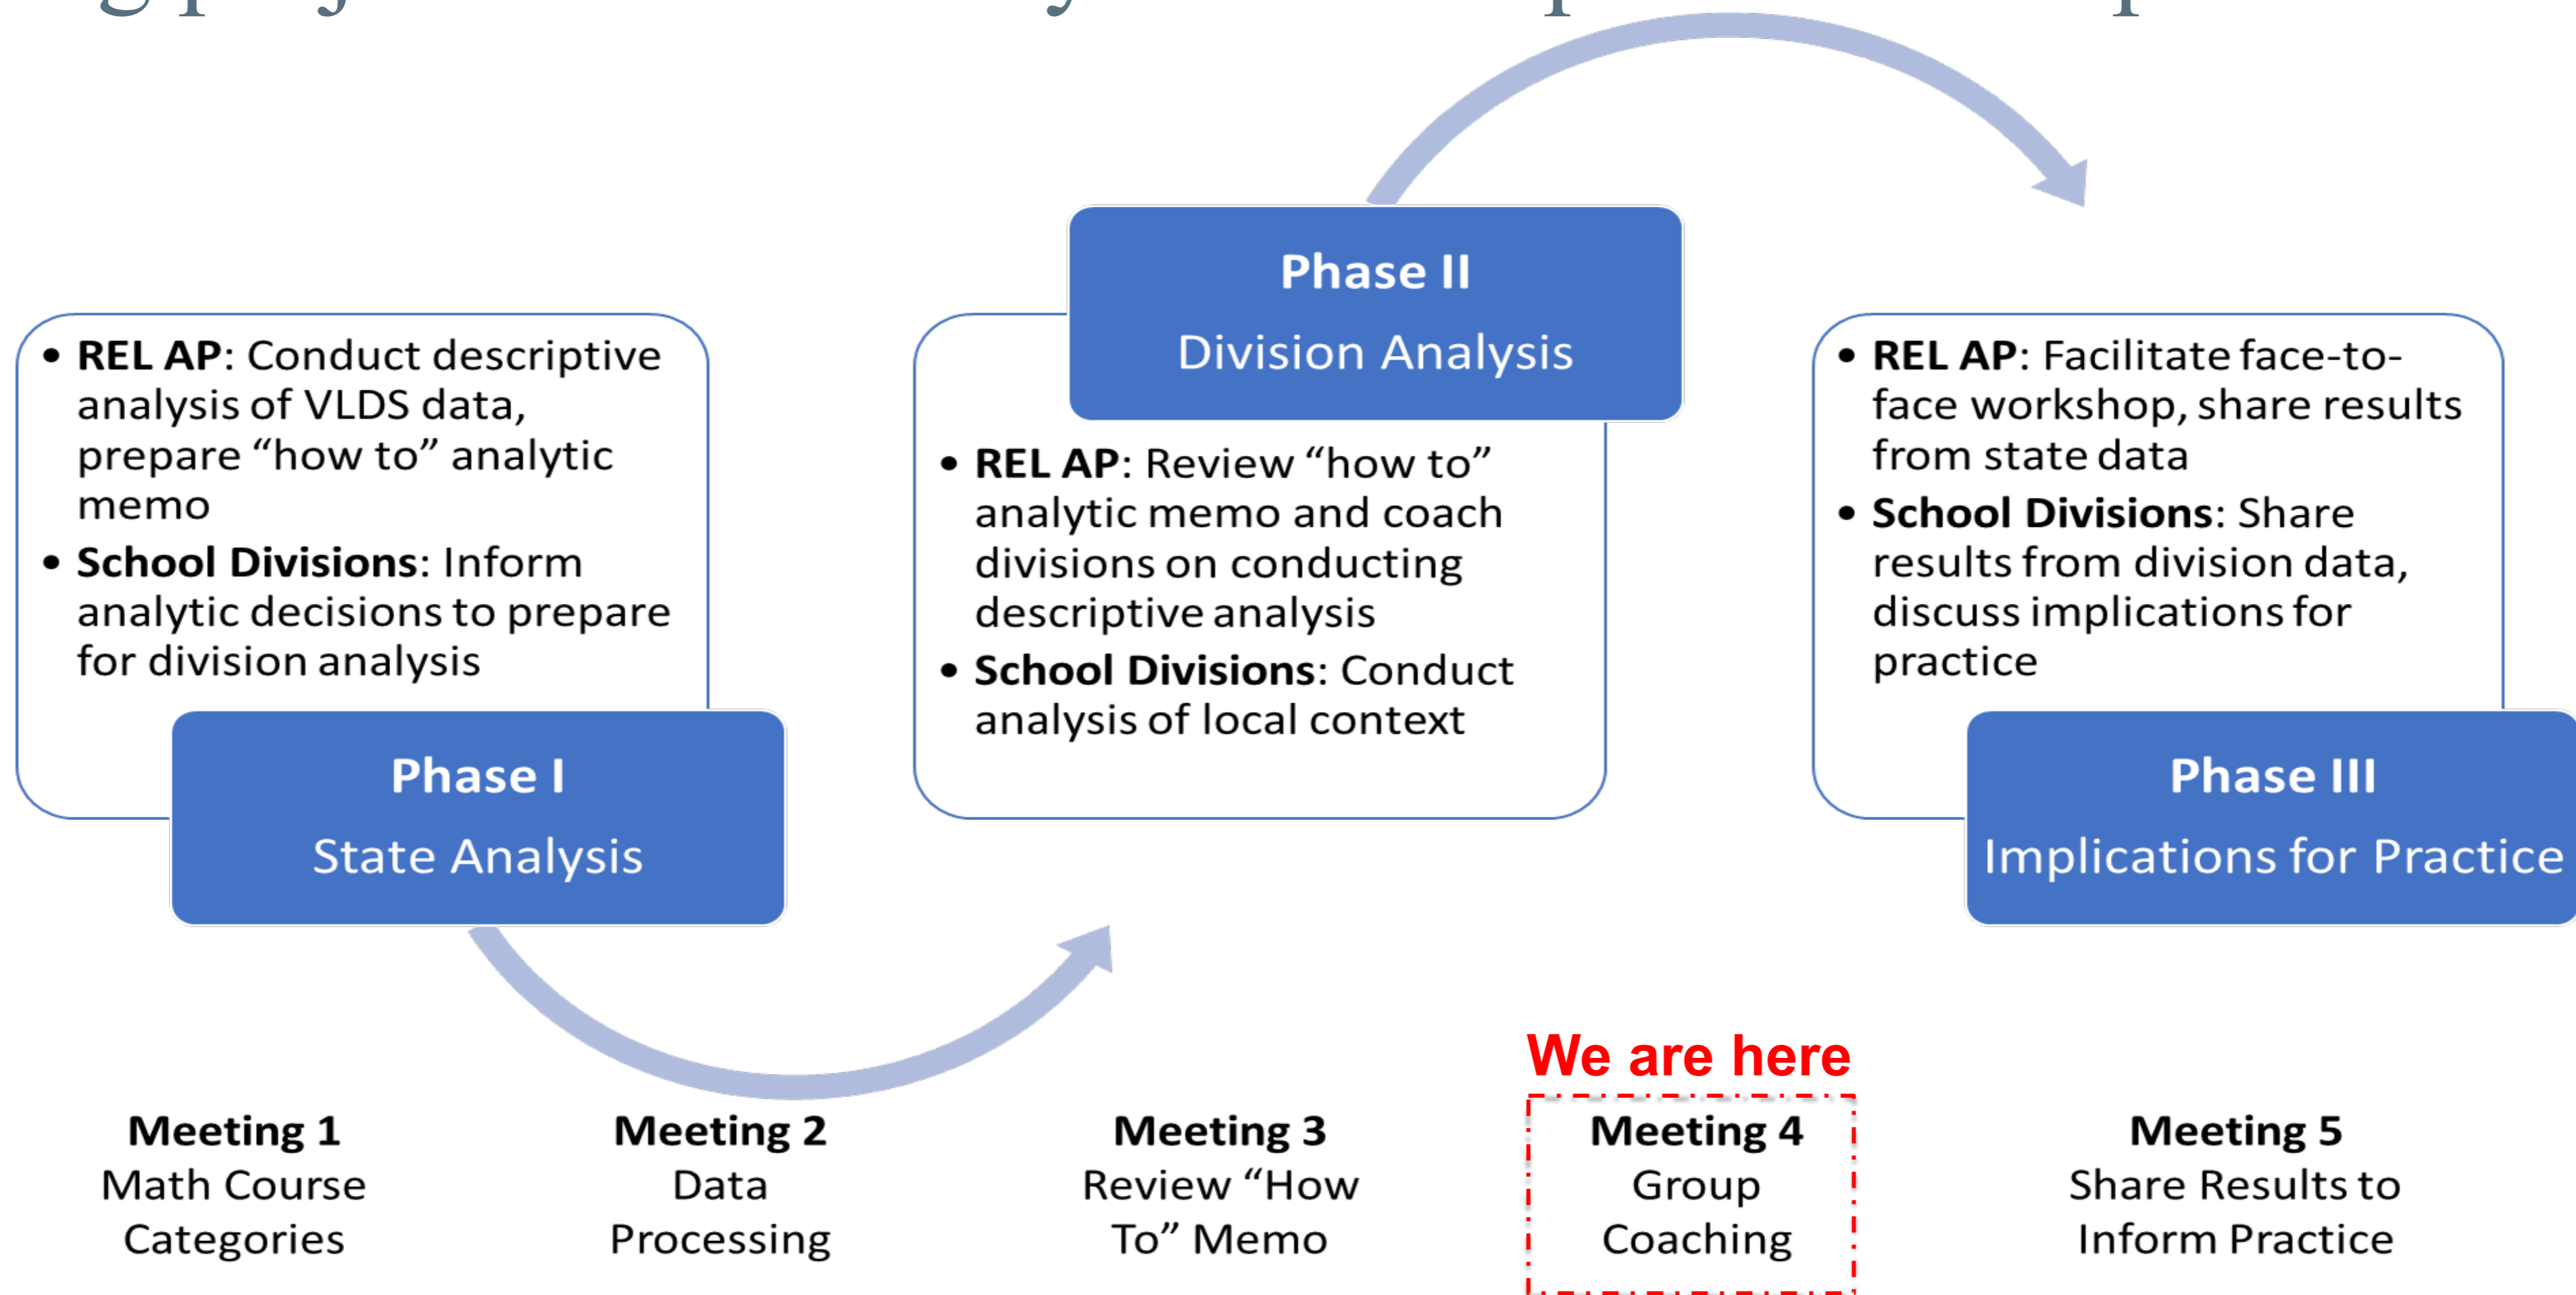 • REL AP: Conduct descriptive
analysis of VLDS data,
prepare “how to” analytic
memo
• School Divisions: Inform
analytic decisions to prepare
for division analysis
Phase I
State Analysis
Phase II
Division Analysis
• REL AP: Review “how to”
analytic memo and coach
divisions on conducting
descriptive analysis
• School Divisions: Conduct
analysis of local context
• REL AP: Facilitate face-to-
face workshop, share results
from state data
• School Divisions: Share
results from division data,
discuss implications for
practice
Phase III
Implications for Practice
We are here
Meeting 1
Math Course
Categories
Meeting 2
Data
Processing
Meeting 3
Review “How
To” Memo
Meeting 4
Group
Coaching
Meeting 5
Share Results to
Inform Practice